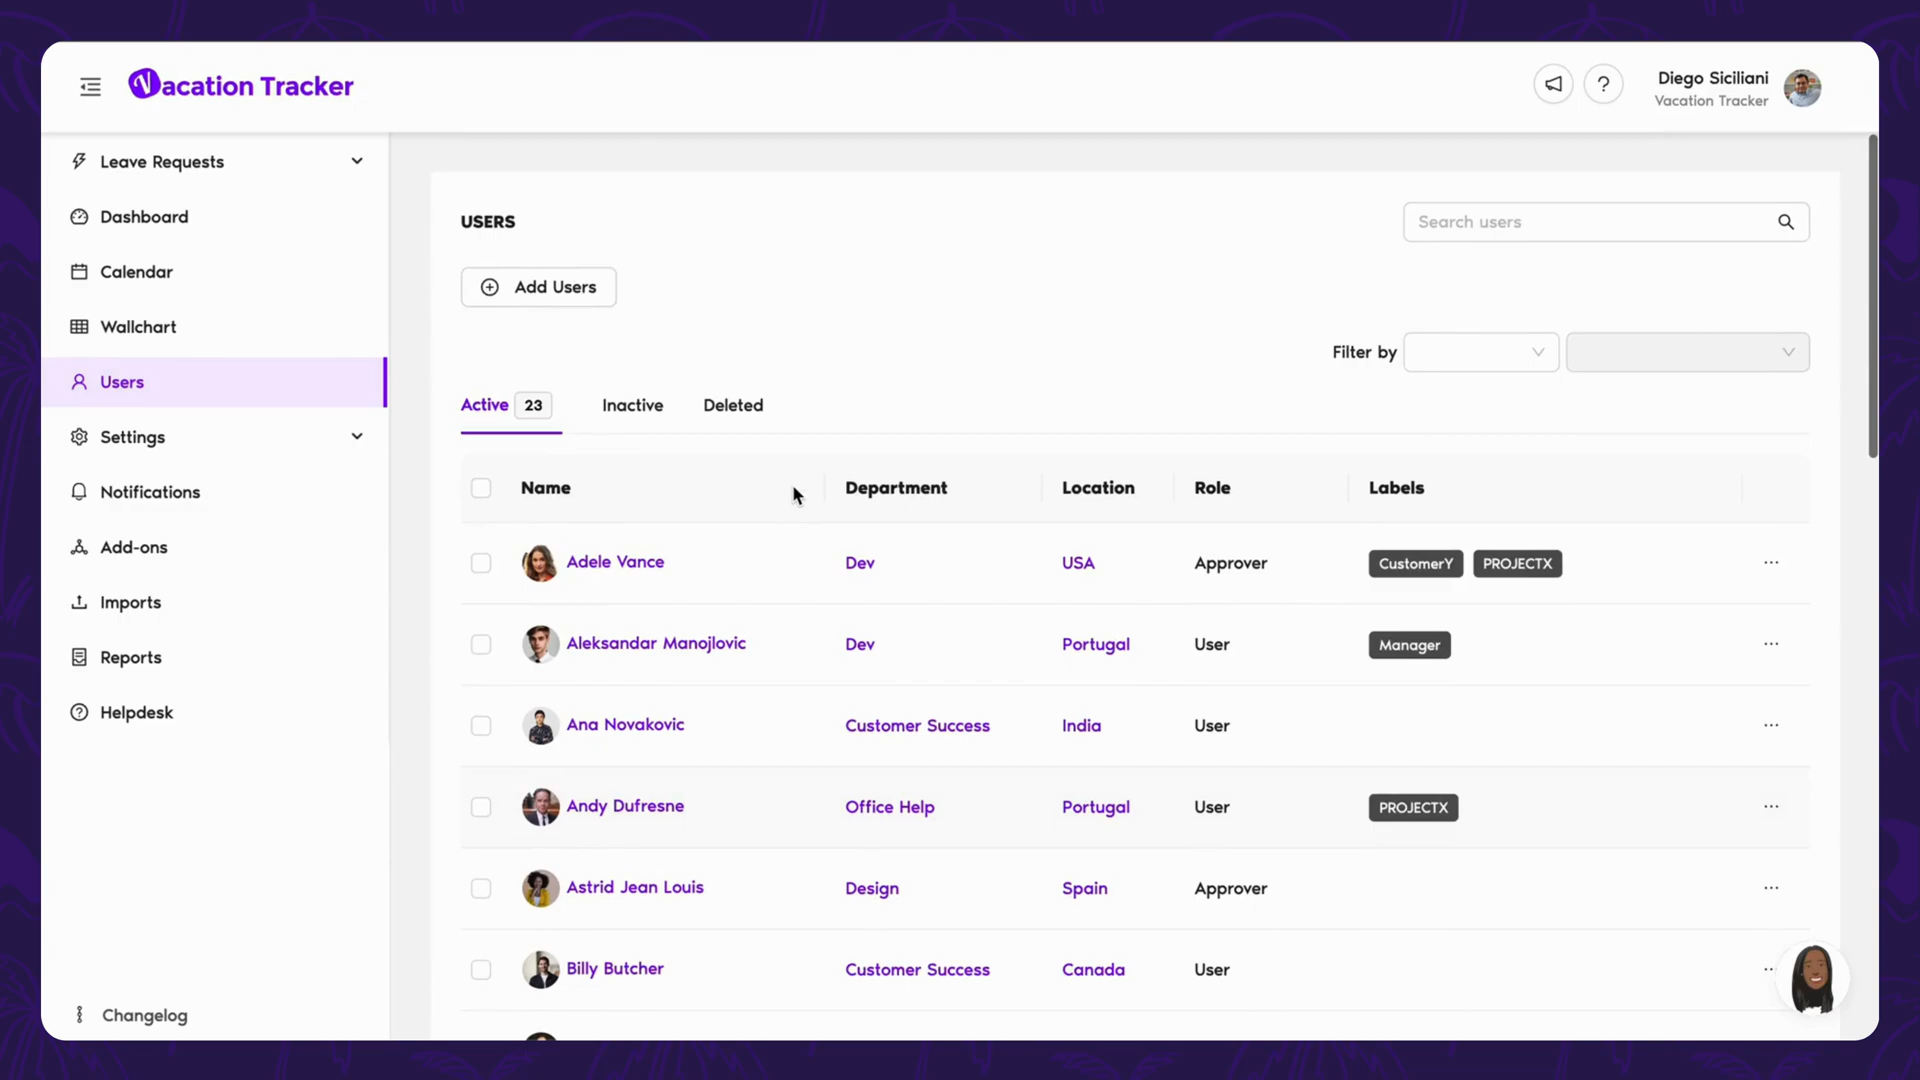 Vacation Tracker
Diego Siciliani
Vacation Tracker
Leave Requests
Dashboard
Calendar
Wallchart
Users
Settings
Notifications
Add-ons
Imports
Reports
Helpdesk
Changelog
USERS
Search users
Add Users
Filter by
Active 23 Inactive Deleted
Name Department Location Role Labels
Adele Vance Dev USA Approver CustomerY PROJECTX
Aleksandar Manojlovic Dev Portugal User Manager
Ana Novakovic Customer Success India User
Andy Dufresne Office Help Portugal User PROJECTX
Astrid Jean Louis Design Spain Approver
Billy Butcher Customer Success Canada User